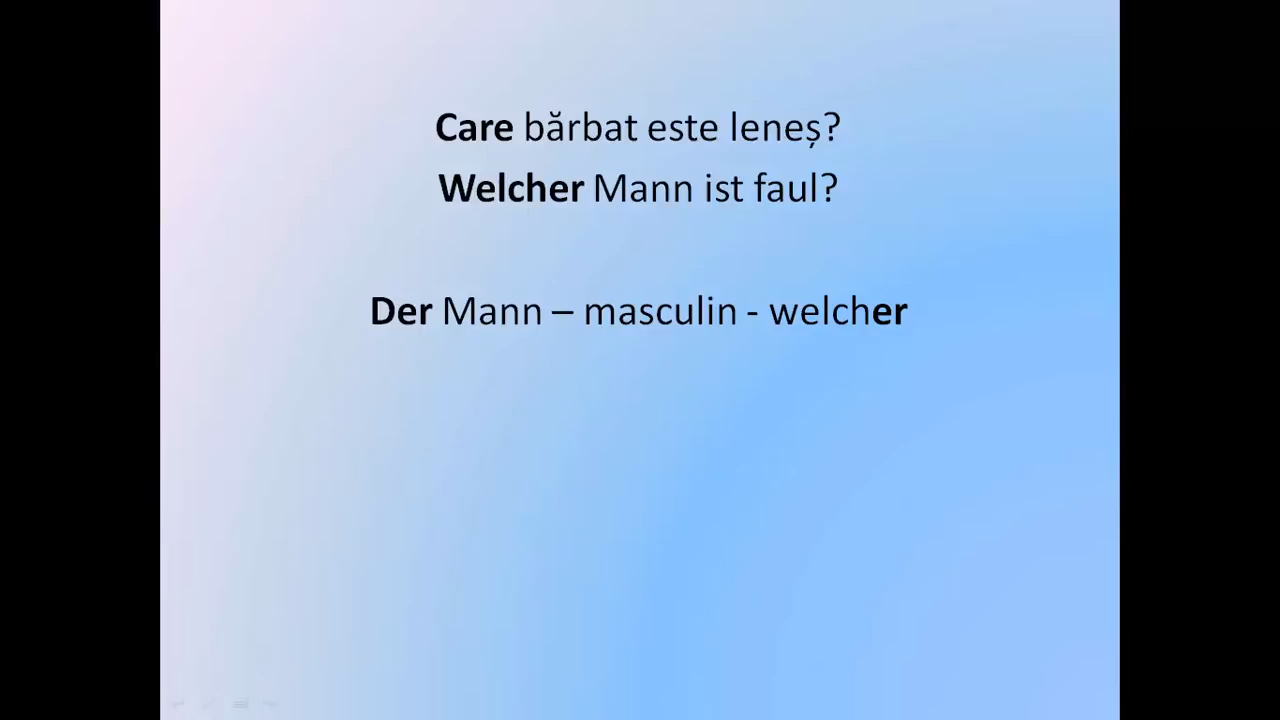 Care bărbat este leneș?
Welcher Mann ist faul?
Der Mann – masculin - welcher